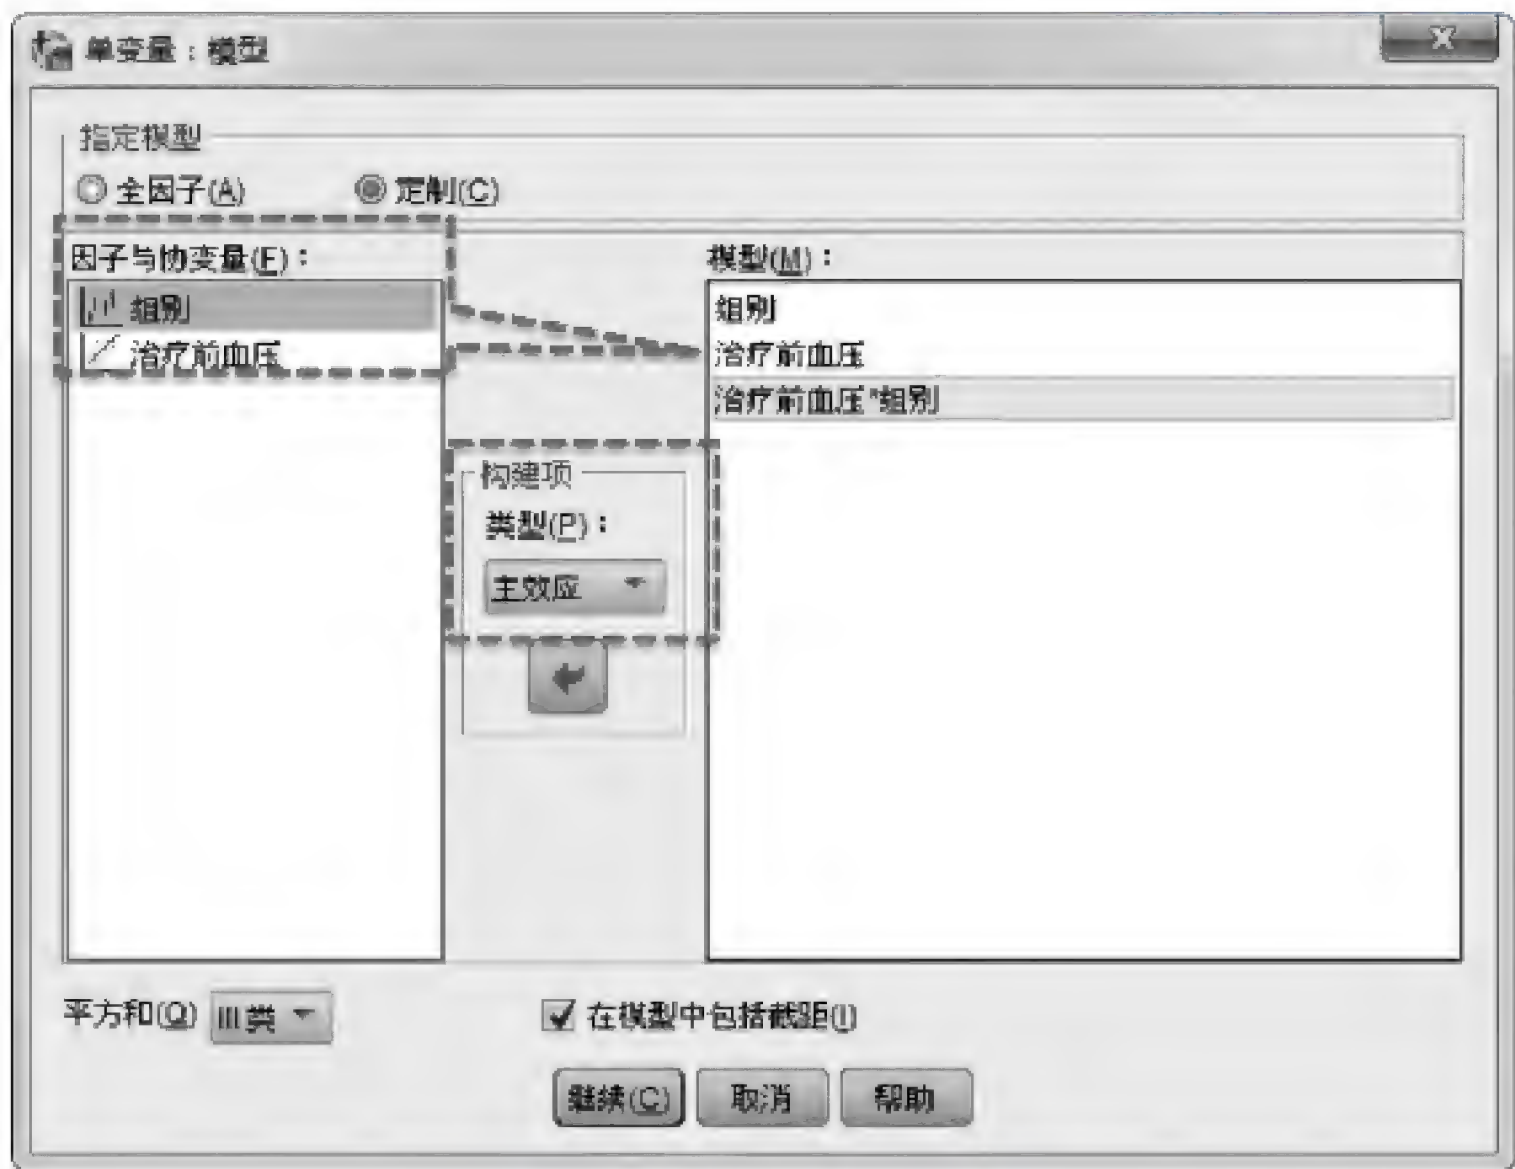 单变量：模型
指定模型
全因子(A) 定制(C)
因子与协变量(F)：
组别
治疗前血压
模型(M)：
组别
治疗前血压
治疗前血压*组别
构建项
类型(P)：
主效应
平方和(Q) III类 在模型中包括截距(I)
继续(C) 取消 帮助